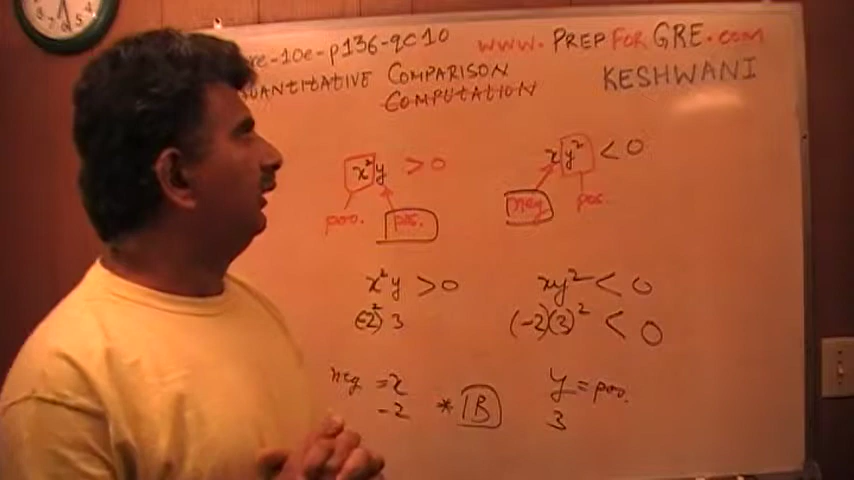 re-10e-p136-qc10
www.PREPFORGRE.com
QUANTITATIVE COMPARISON
KESHWANI
COMPUTATION
x²y > 0
xy² < 0
pos.
pos.
neg
pos.
x²y > 0
xy² < 0
(-2)² 3
(-2)(3)² < 0
neg = x
y = pos.
-2
* B
3